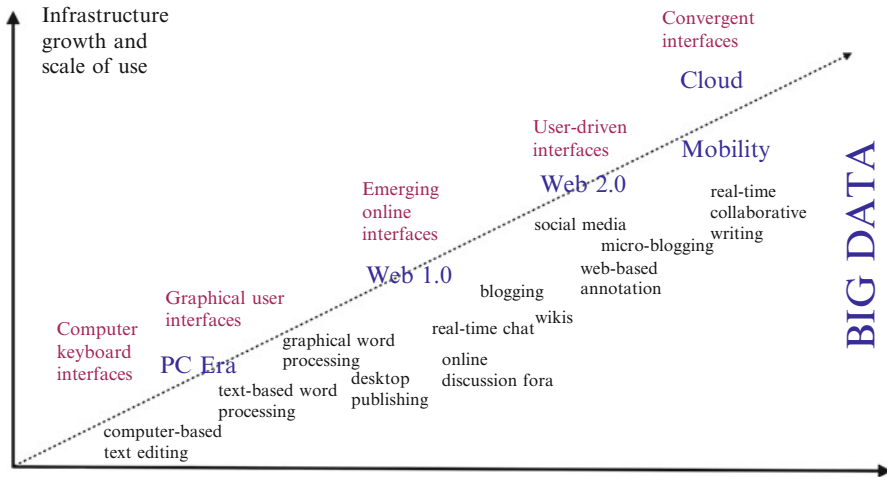 Infrastructure
growth and
scale of use
Convergent
interfaces
Cloud
User-driven
interfaces
Mobility
Web 2.0
Emerging
online
interfaces
real-time
collaborative
writing
social media
micro-blogging
web-based
annotation
Web 1.0
blogging
wikis
real-time chat
Graphical user
interfaces
graphical word
processing
online
discussion fora
Computer
keyboard
interfaces
PC Era
desktop
publishing
text-based word
processing
computer-based
text editing
BIG DATA